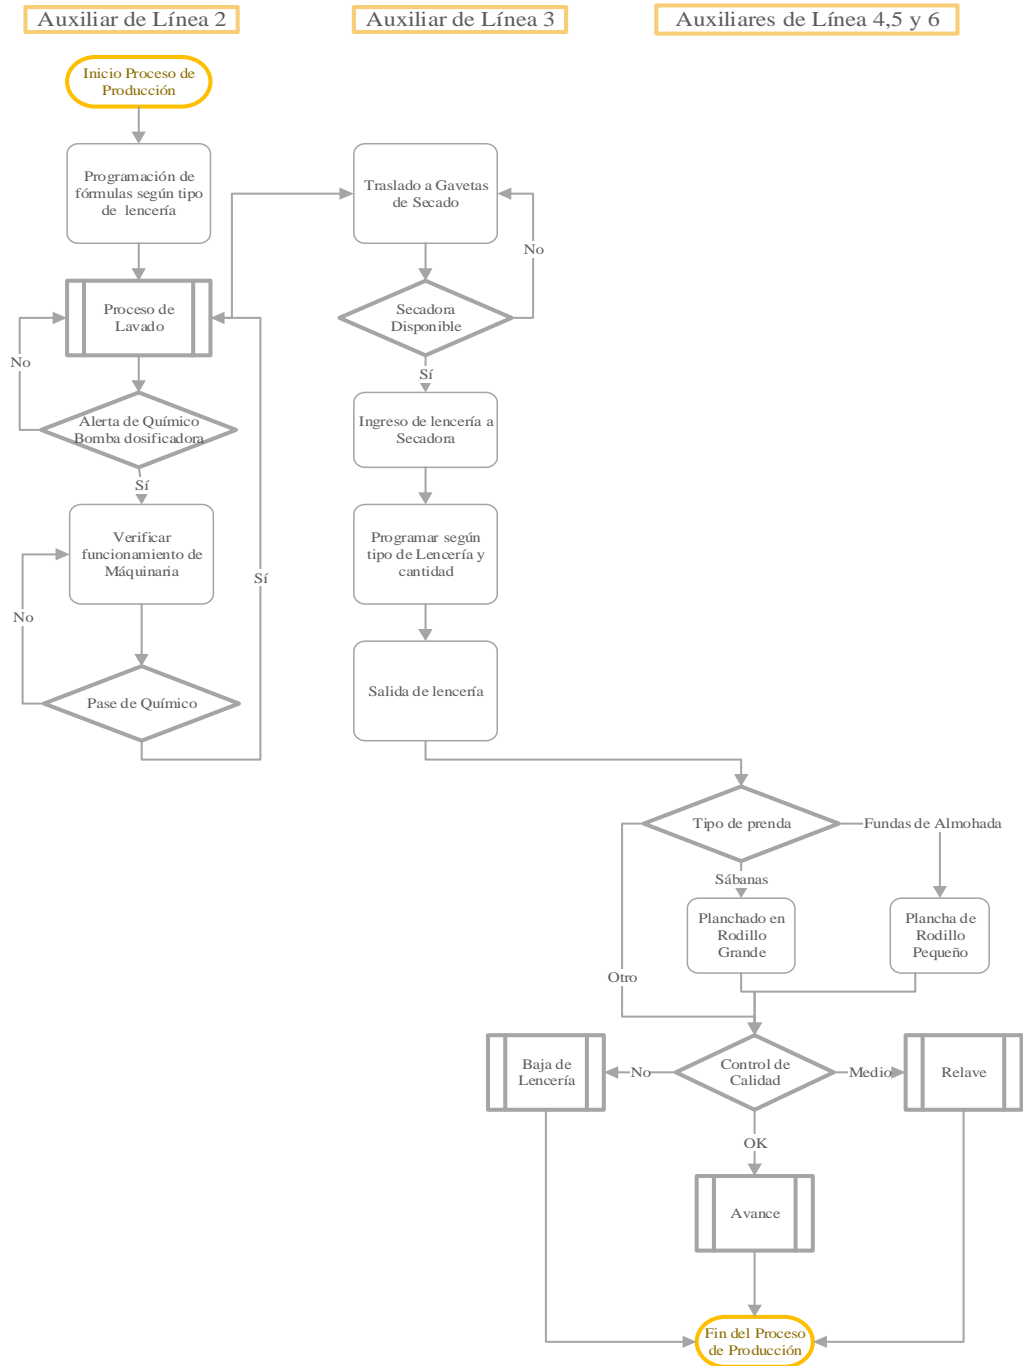 Auxiliar de Línea 2
Auxiliar de Línea 3
Auxiliares de Línea 4,5 y 6
Inicio Proceso de
Producción
Programación de
fórmulas según tipo
de lencería
Proceso de
Lavado
No
Alerta de Químico
Bomba dosificadora
Sí
Verificar
funcionamiento de
Máquinaria
No
Sí
Pase de Químico
Traslado a Gavetas
de Secado
No
Secadora
Disponible
Sí
Ingreso de lencería a
Secadora
Programar según
tipo de Lencería y
cantidad
Salida de lencería
Tipo de prenda
Fundas de Almohada
Sábanas
Planchado en
Rodillo
Grande
Plancha de
Rodillo
Pequeño
Otro
Baja de
Lencería
No
Control de
Calidad
Medio
Relave
OK
Avance
Fin del Proceso
de Producción